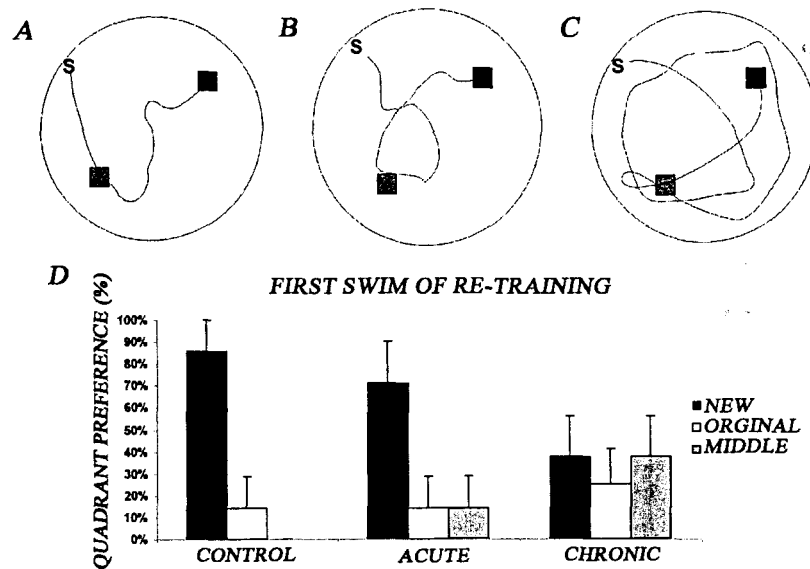 A
B
C
S
S
S
D
FIRST SWIM OF RE-TRAINING
QUADRANT PREFERENCE (%)
100%
90%
80%
70%
60%
50%
40%
30%
20%
10%
0%
NEW
ORGINAL
MIDDLE
CONTROL
ACUTE
CHRONIC